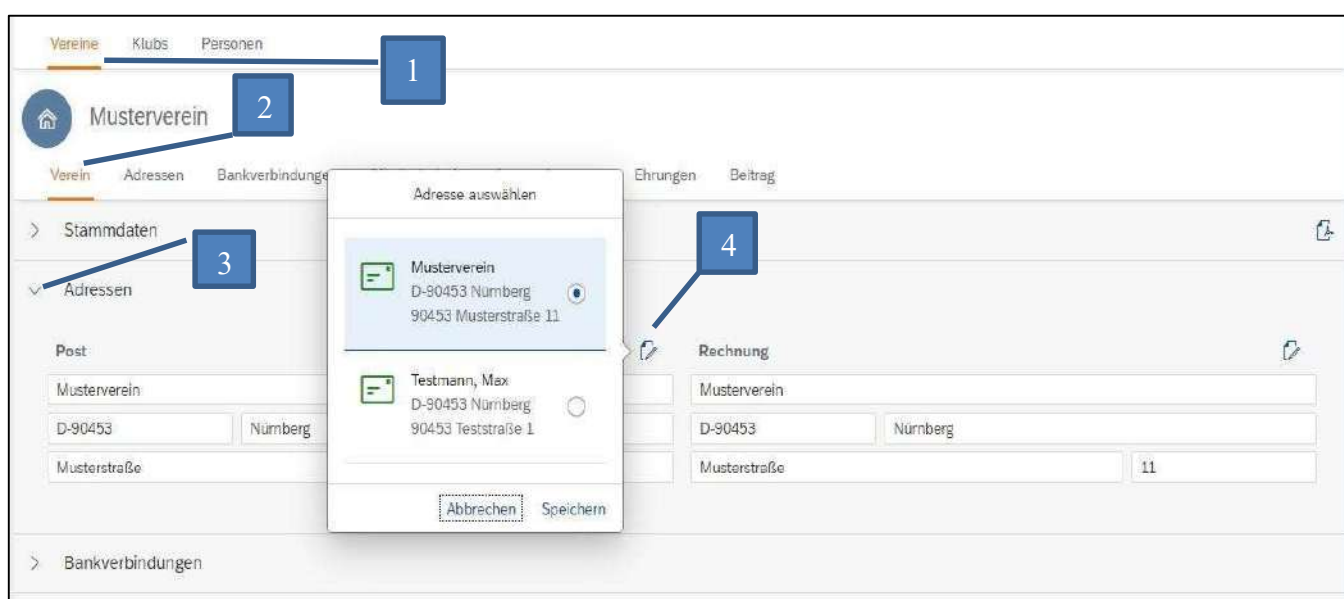 Vereine Klubs Personen
1
Musterverein
2
Verein Adressen Bankverbindunge Ehrungen Beitrag
Adresse auswählen
Stammdaten
3
4
Musterverein
D-90453 Nürnberg
90453 Musterstraße 11
Adressen
Post
Rechnung
Testmann, Max
D-90453 Nürnberg
90453 Teststraße 1
Musterverein
Musterverein
D-90453 Nürnberg
D-90453 Nürnberg
Musterstraße
Musterstraße 11
Abbrechen Speichern
Bankverbindungen